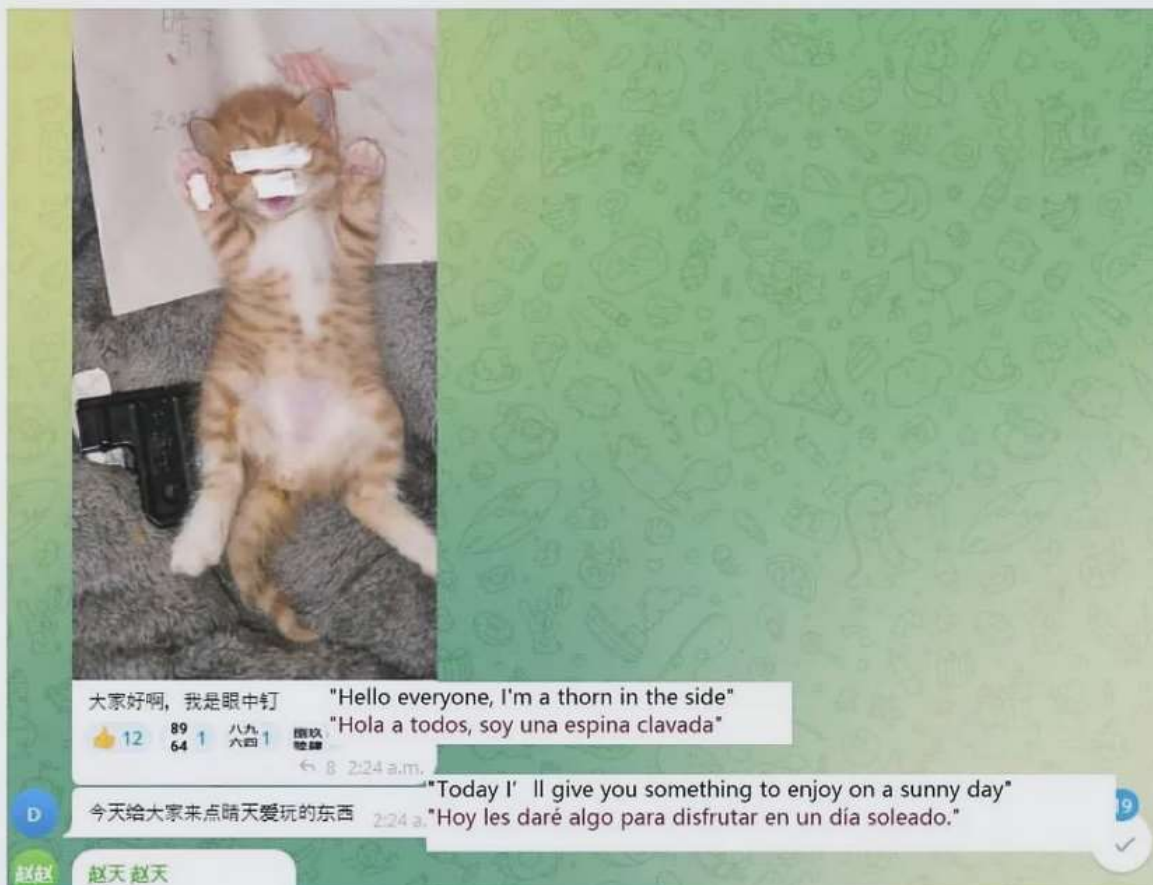 大家好啊，我是眼中钉
"Hello everyone, I'm a thorn in the side"
"Hola a todos, soy una espina clavada"
👍 12
89
64 1
八九
六四 1
捌玖
陆肆
8 2:24 a.m.
D
今天给大家来点晴天爱玩的东西
2:24 a.
"Today I' ll give you something to enjoy on a sunny day"
"Hoy les daré algo para disfrutar en un día soleado."
19
赵赵
赵天 赵天